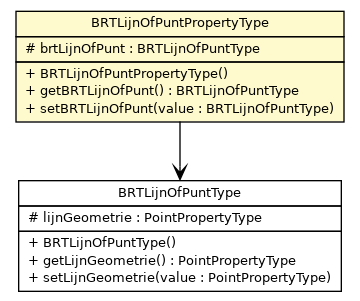 BRTLijnOfPuntPropertyType
# brtLijnOfPunt : BRTLijnOfPuntType
+ BRTLijnOfPuntPropertyType()
+ getBRTLijnOfPunt() : BRTLijnOfPuntType
+ setBRTLijnOfPunt(value : BRTLijnOfPuntType)
BRTLijnOfPuntType
# lijnGeometrie : PointPropertyType
+ BRTLijnOfPuntType()
+ getLijnGeometrie() : PointPropertyType
+ setLijnGeometrie(value : PointPropertyType)